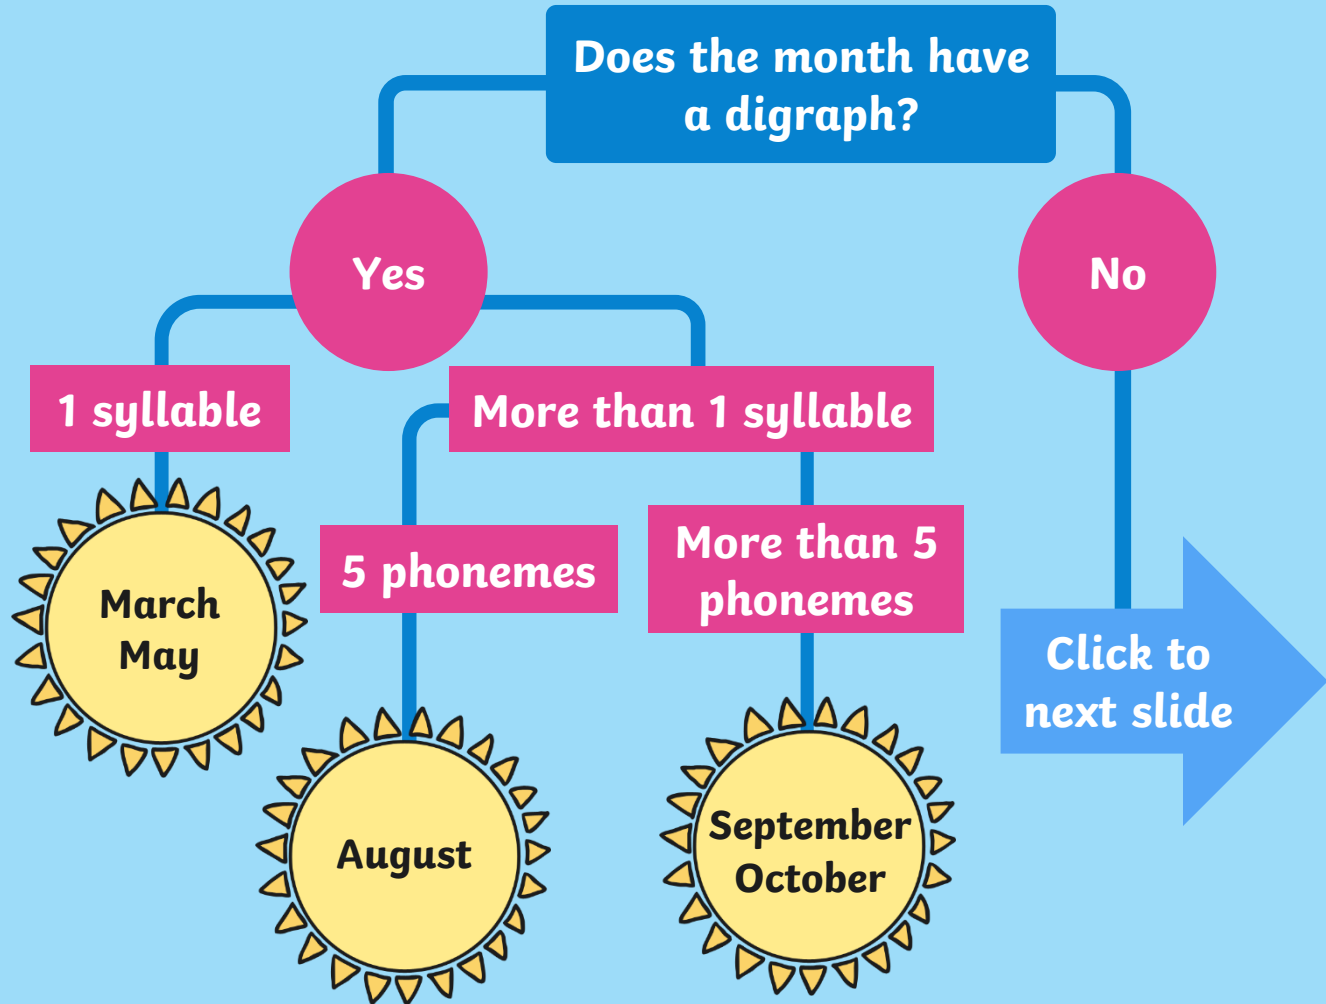 Does the month have
a digraph?
Yes
No
1 syllable
More than 1 syllable
5 phonemes
More than 5
phonemes
March
May
Click to
next slide
August
September
October